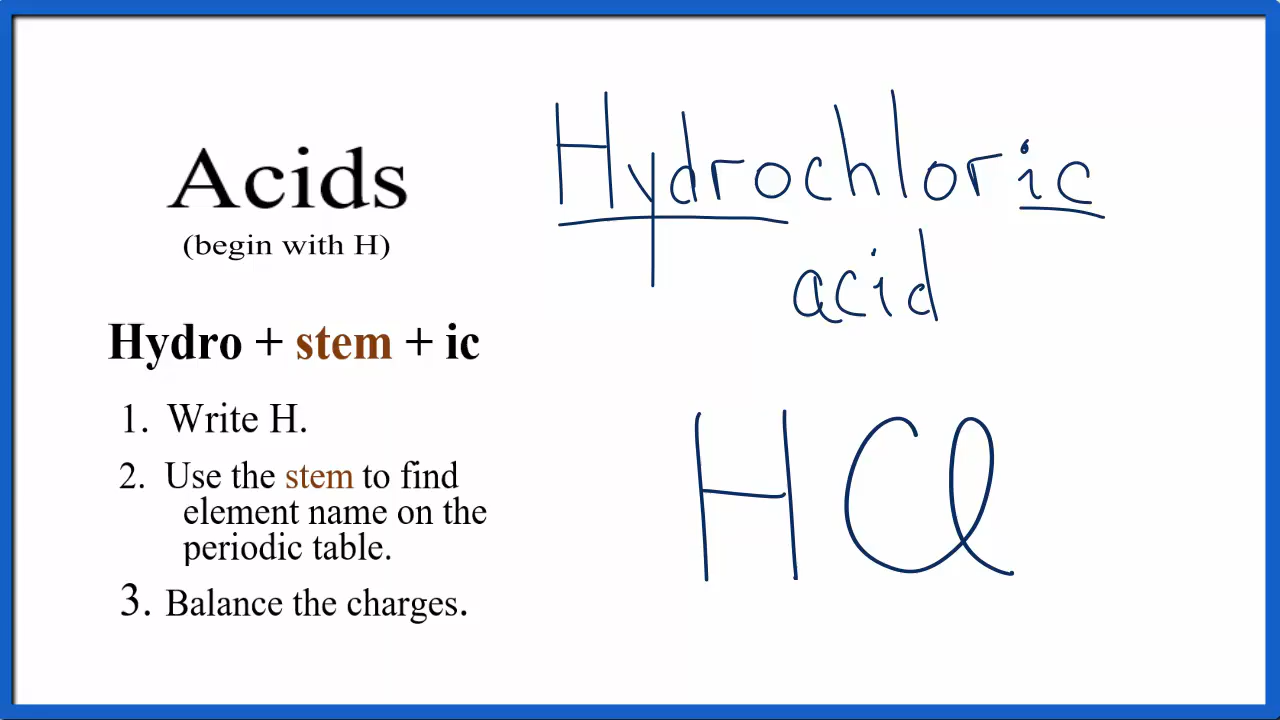 Acids
(begin with H)
Hydro + stem + ic
1. Write H.
2. Use the stem to find
element name on the
periodic table.
3. Balance the charges.
Hydrochloric
acid
HCl